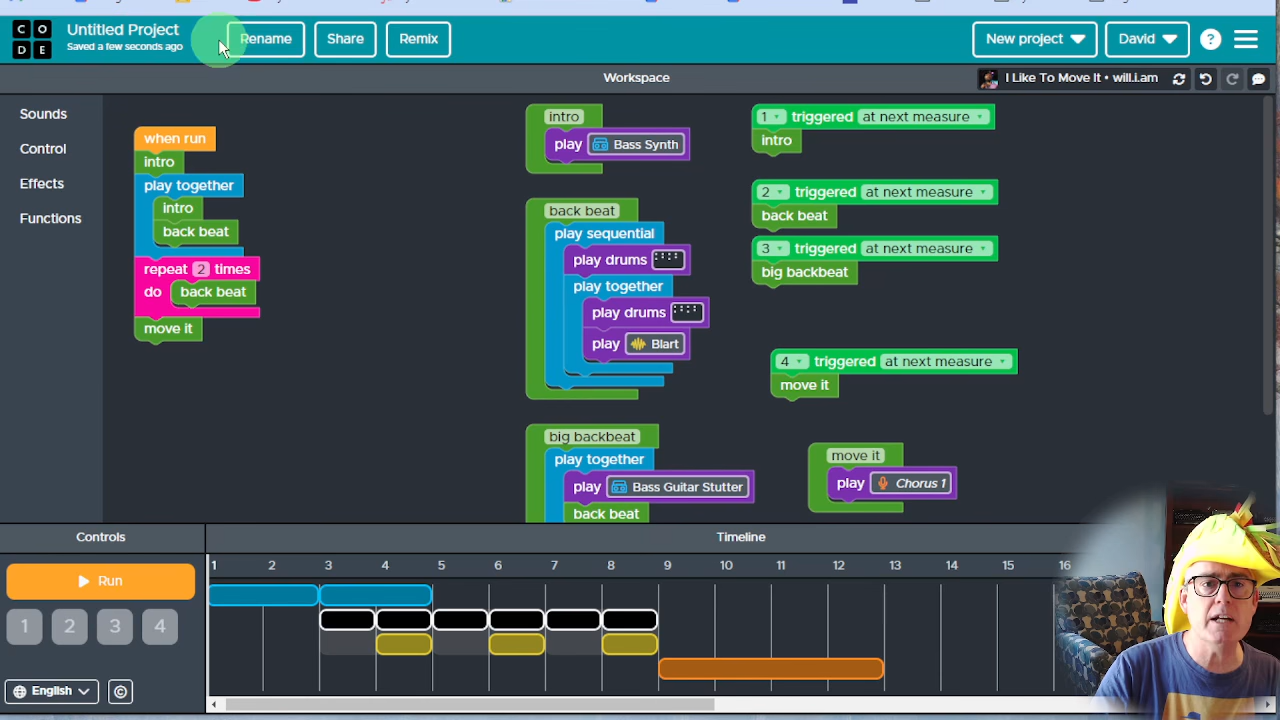 CO
DE
Untitled Project
Saved a few seconds ago
Rename
Share
Remix
New project
David
?
Workspace
I Like To Move It • will.i.am
Sounds
Control
Effects
Functions
when run
intro
play together
intro
back beat
repeat 2 times
do back beat
move it
intro
play Bass Synth
back beat
play sequential
play drums
play together
play drums
play Blart
big backbeat
play together
play Bass Guitar Stutter
back beat
1 triggered at next measure
intro
2 triggered at next measure
back beat
3 triggered at next measure
big backbeat
4 triggered at next measure
move it
move it
play Chorus 1
Controls
Timeline
Run
1 2 3 4
1 2 3 4 5 6 7 8 9 10 11 12 13 14 15 16
English
©